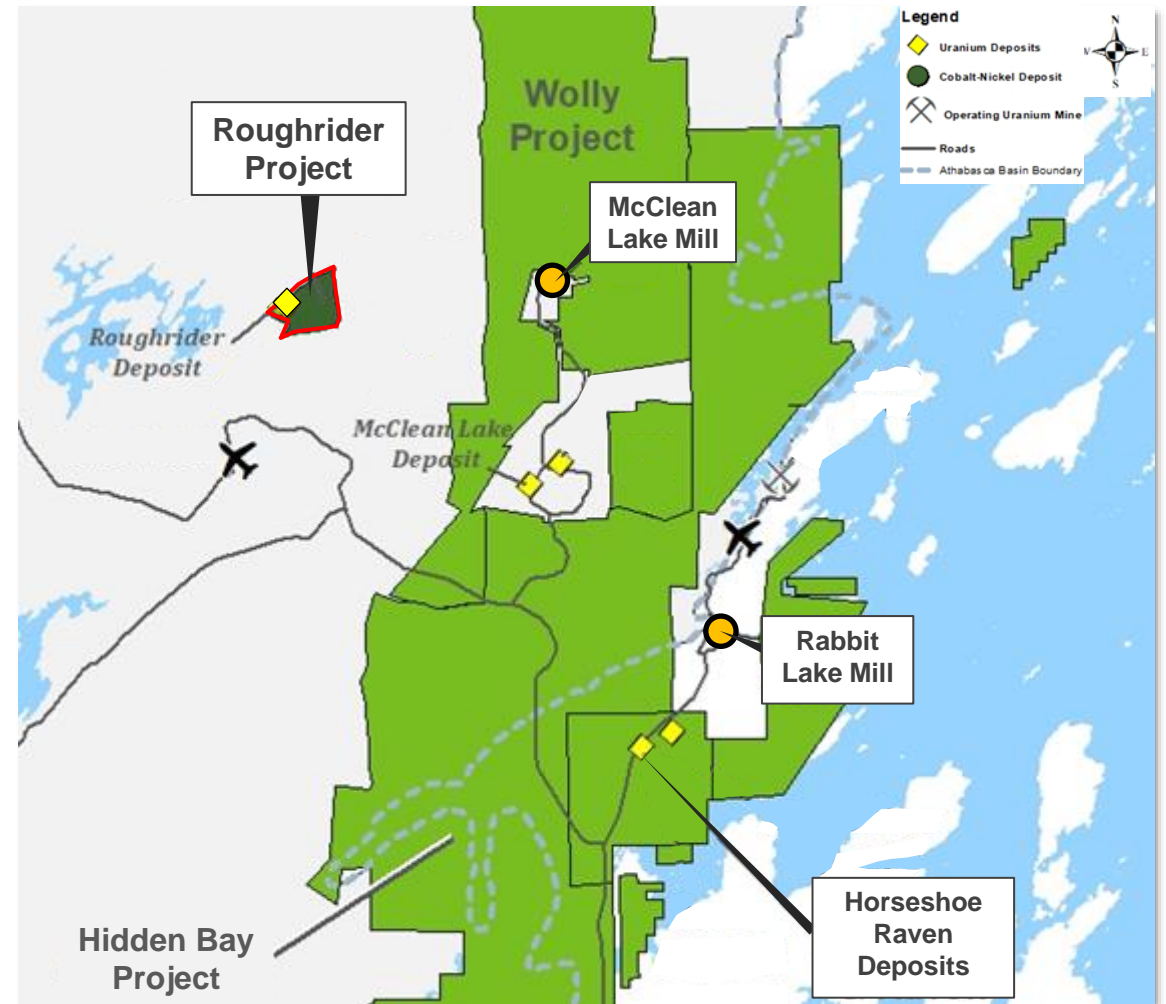 Legend
Uranium Deposits
Cobalt-Nickel Deposit
Operating Uranium Mine
Roads
Athabasca Basin Boundary
N
E
S
Wolly
Project
Roughrider
Project
McClean
Lake Mill
Roughrider
Deposit
McClean Lake
Deposit
Rabbit
Lake Mill
Horseshoe
Raven
Deposits
Hidden Bay
Project